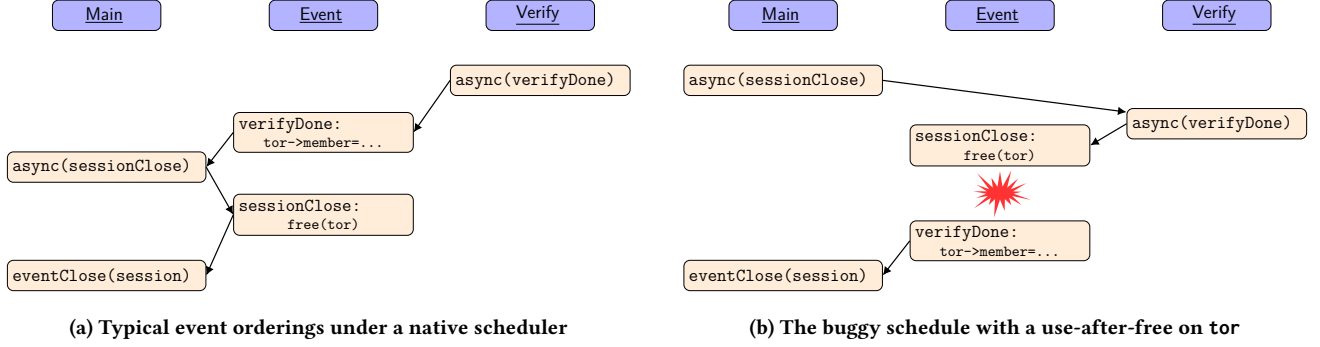 Main Event Verify
async(verifyDone)
verifyDone:
tor->member=...
async(sessionClose)
sessionClose:
free(tor)
eventClose(session)
(a) Typical event orderings under a native scheduler
Main Event Verify
async(sessionClose)
async(verifyDone)
sessionClose:
free(tor)
verifyDone:
tor->member=...
eventClose(session)
(b) The buggy schedule with a use-after-free on tor